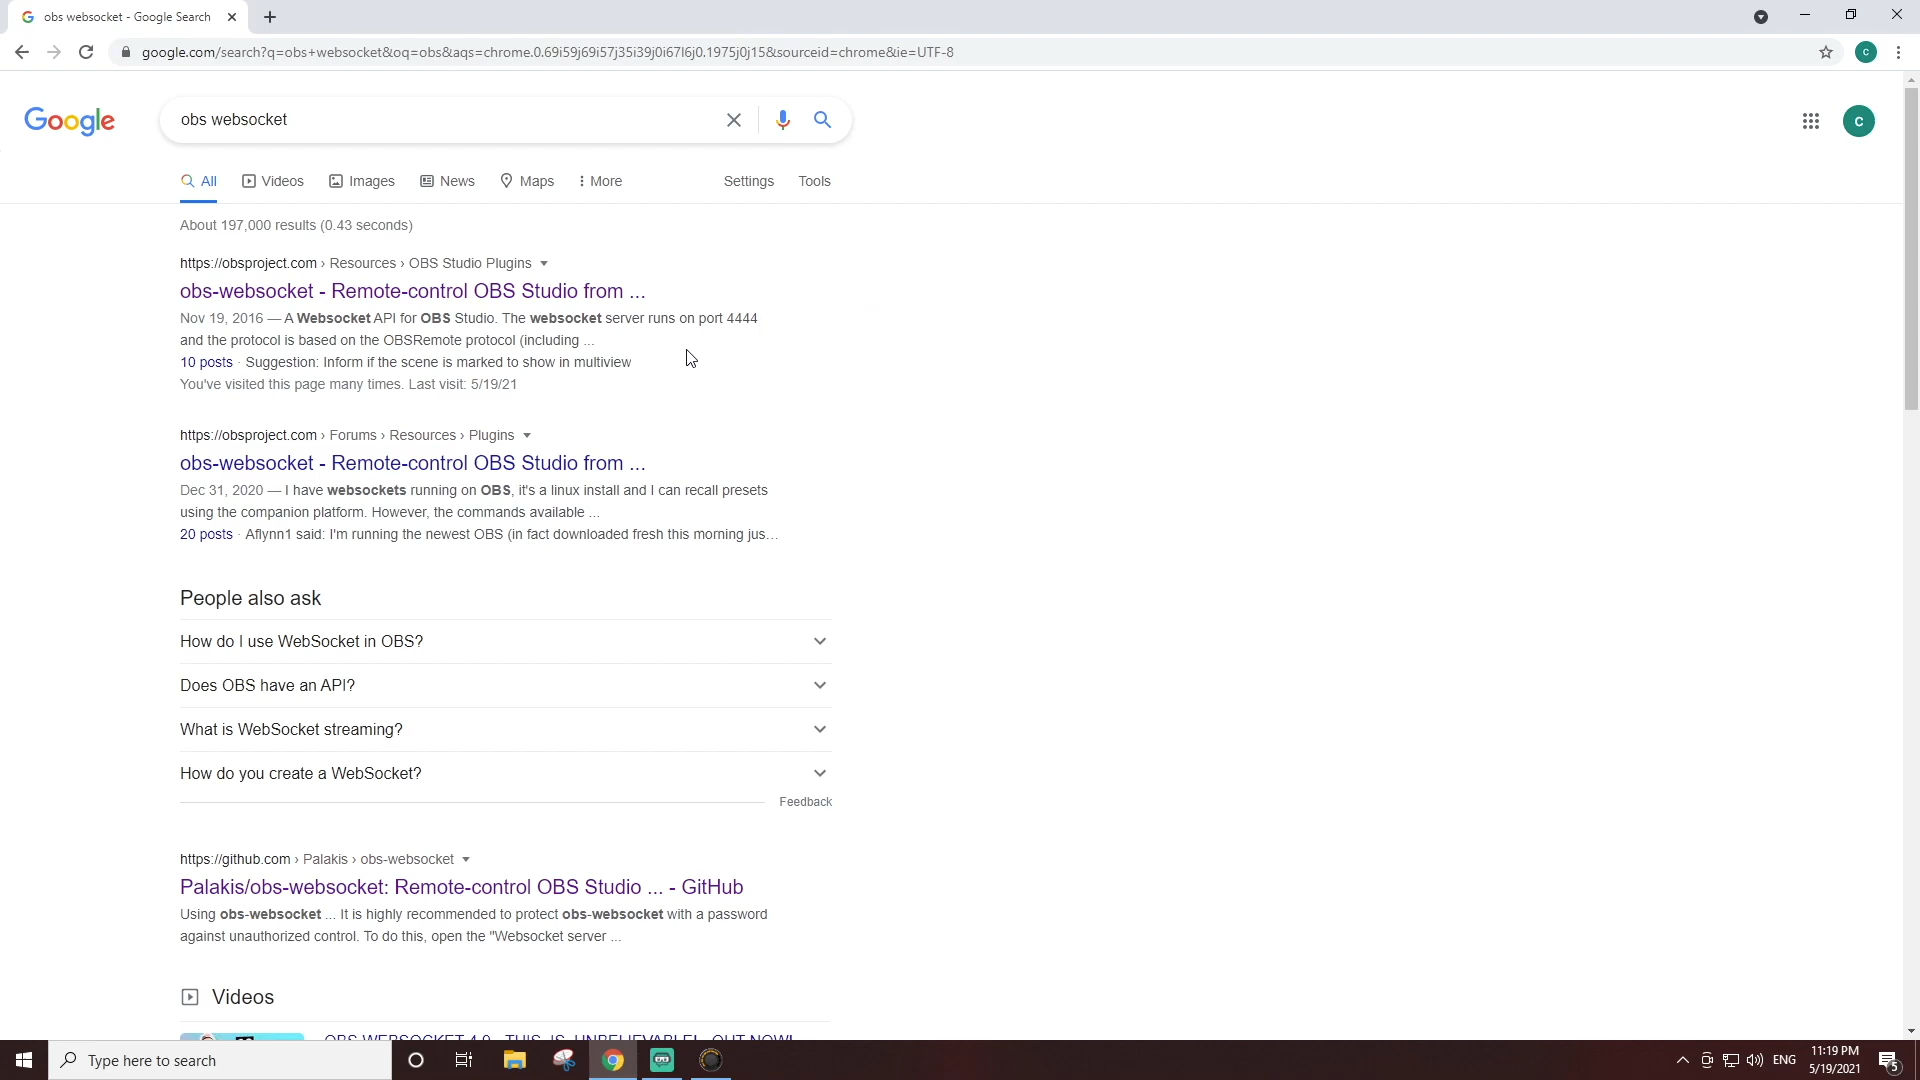 obs websocket - Google Search
google.com/search?q=obs+websocket&oq=obs&aqs=chrome.0.69i59j69i57j35i39j0i67l6j0.1975j0j15&sourceid=chrome&ie=UTF-8
C
Google
obs websocket
C
All
Videos
Images
News
Maps
More
Settings
Tools
About 197,000 results (0.43 seconds)
https://obsproject.com › Resources › OBS Studio Plugins
obs-websocket - Remote-control OBS Studio from ...
Nov 19, 2016 — A Websocket API for OBS Studio. The websocket server runs on port 4444
and the protocol is based on the OBSRemote protocol (including ...
10 posts · Suggestion: Inform if the scene is marked to show in multiview
You've visited this page many times. Last visit: 5/19/21
https://obsproject.com › Forums › Resources › Plugins
obs-websocket - Remote-control OBS Studio from ...
Dec 31, 2020 — I have websockets running on OBS, it's a linux install and I can recall presets
using the companion platform. However, the commands available ...
20 posts · Aflynn1 said: I'm running the newest OBS (in fact downloaded fresh this morning jus...
People also ask
How do I use WebSocket in OBS?
Does OBS have an API?
What is WebSocket streaming?
How do you create a WebSocket?
Feedback
https://github.com › Palakis › obs-websocket
Palakis/obs-websocket: Remote-control OBS Studio ... - GitHub
Using obs-websocket ... It is highly recommended to protect obs-websocket with a password
against unauthorized control. To do this, open the "Websocket server ...
Videos
OBS WEBSOCKET 4.9 - THIS IS UNBELIEVABLE! - OUT NOW!
Type here to search
ENG
11:19 PM
5/19/2021
5